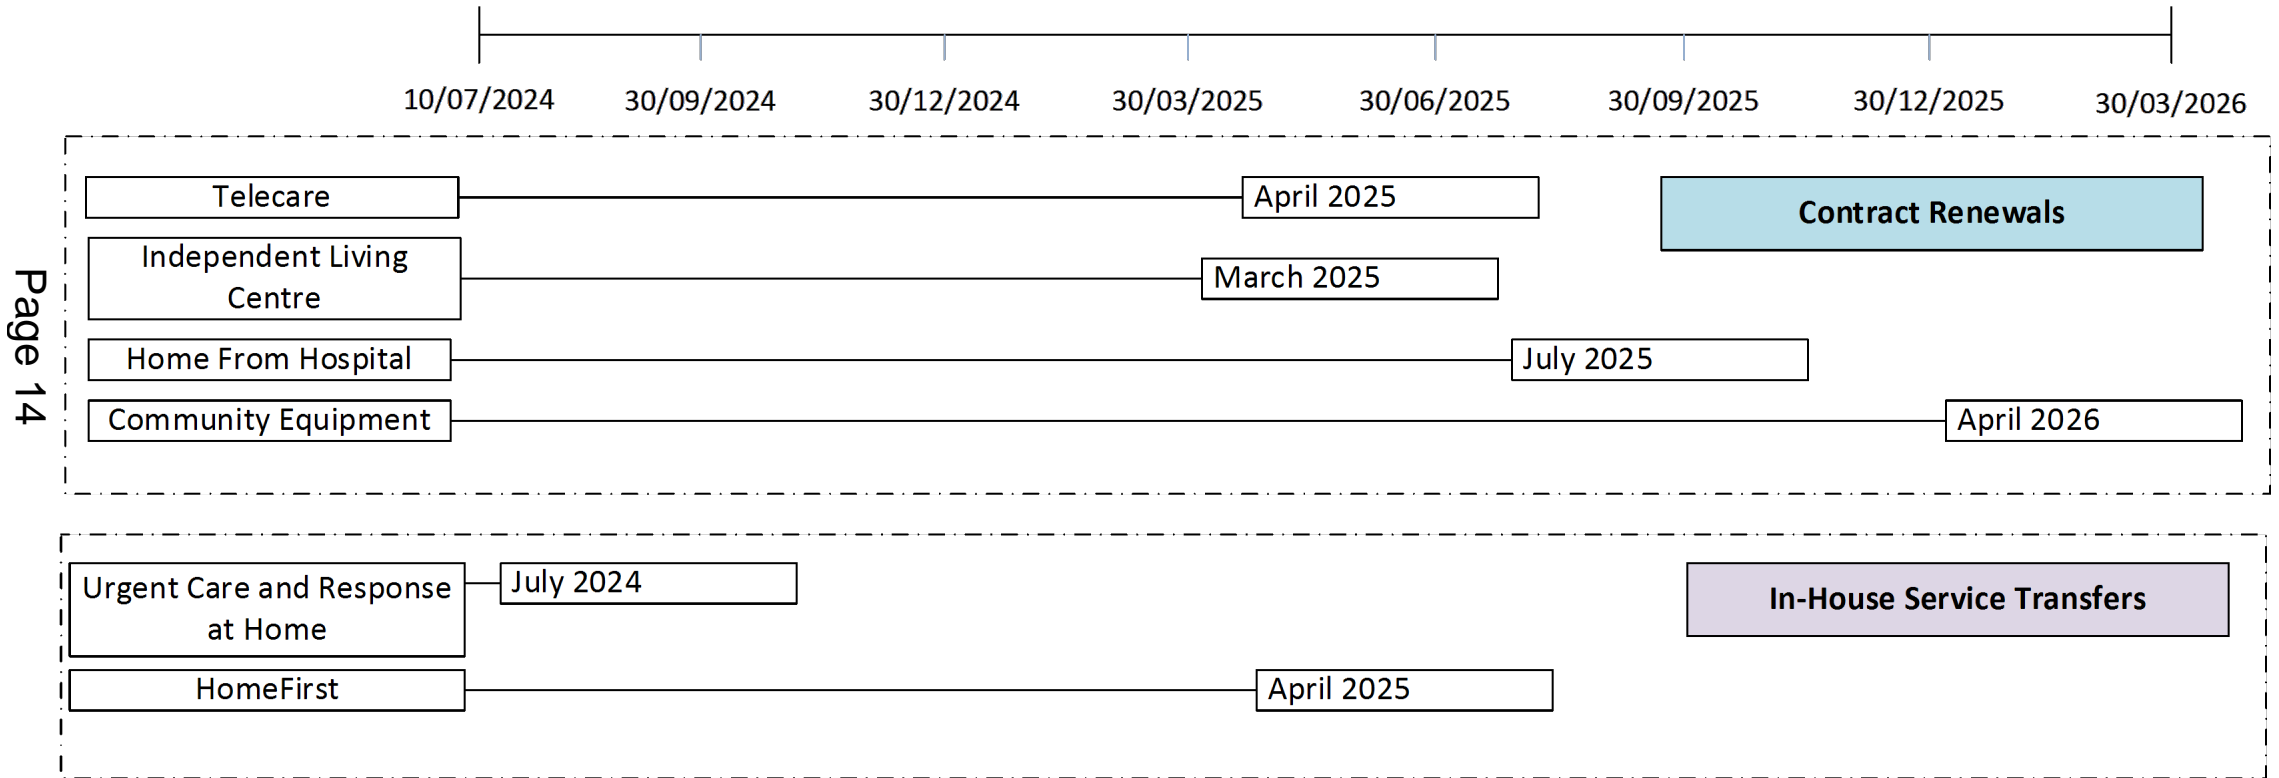 10/07/2024 30/09/2024 30/12/2024 30/03/2025 30/06/2025 30/09/2025 30/12/2025 30/03/2026
Telecare
April 2025
Contract Renewals
Independent Living
Centre
March 2025
Home From Hospital
July 2025
Community Equipment
April 2026
Page 14
Urgent Care and Response
at Home
July 2024
In-House Service Transfers
HomeFirst
April 2025